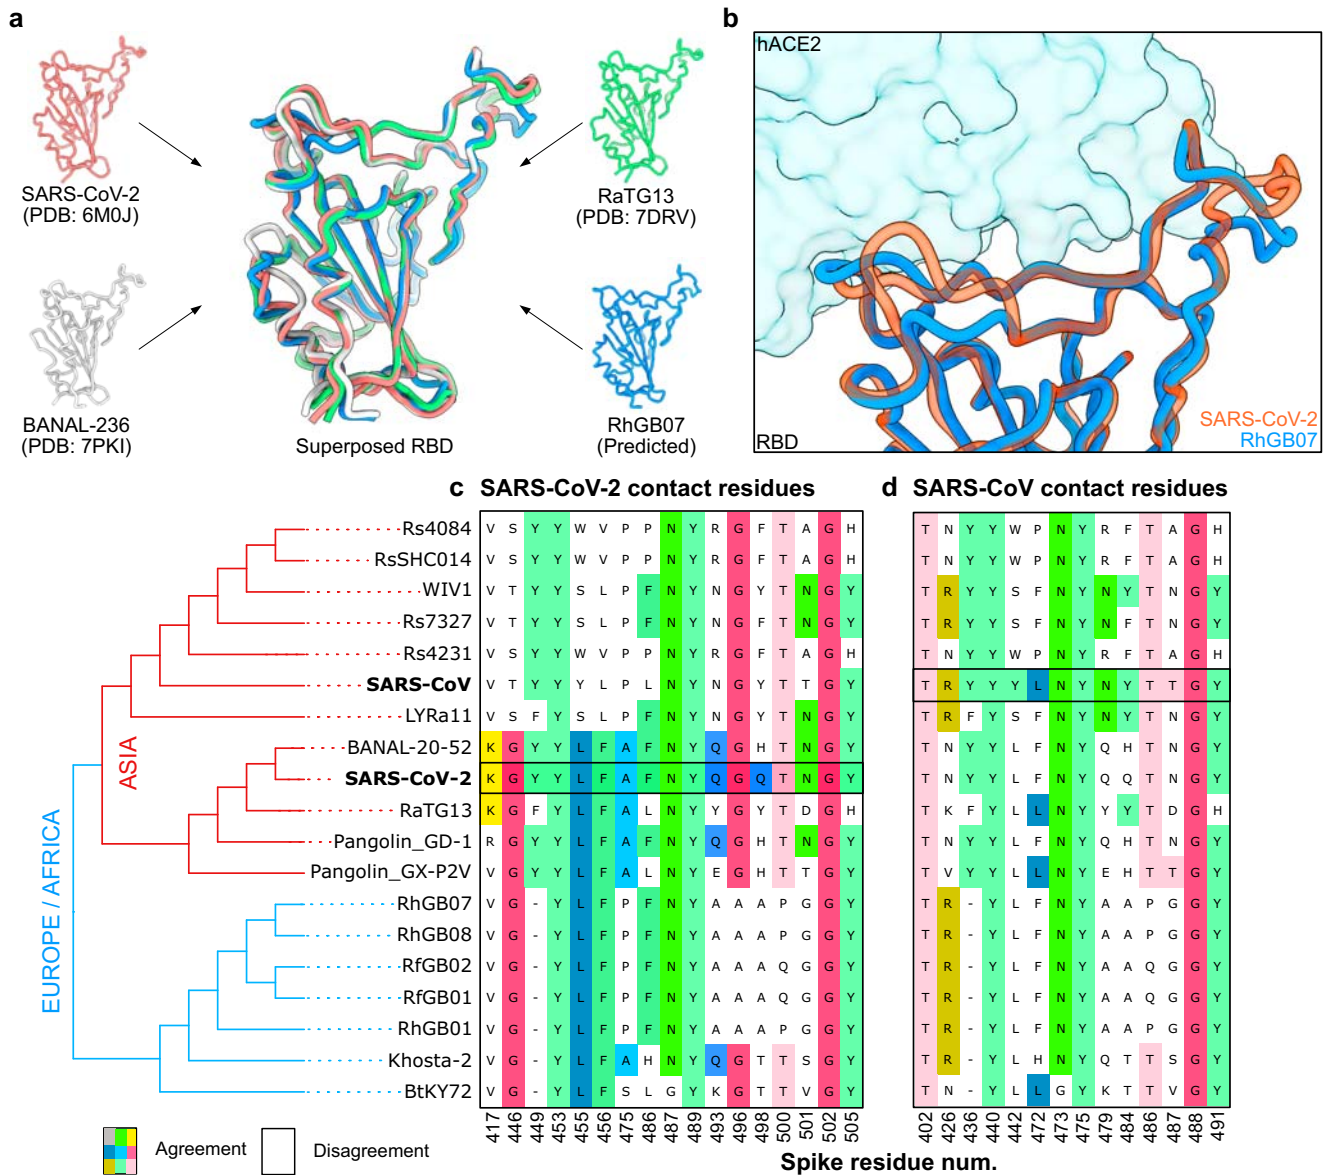 a
b
SARS-CoV-2
(PDB: 6M0J)
RaTG13
(PDB: 7DRV)
BANAL-236
(PDB: 7PKI)
Superposed RBD
RhGB07
(Predicted)
hACE2
SARS-CoV-2
RhGB07
RBD
c SARS-CoV-2 contact residues
d SARS-CoV contact residues
Rs4084 V S Y Y W V P P N Y R G F T A G H T N Y Y W P N Y R F T A G H
RsSHC014 V S Y Y W V P P N Y R G F T A G H T N Y Y W P N Y R F T A G H
WIV1 V T Y Y S L P F N Y N G Y T N G Y T R Y Y S F N Y N Y T N G Y
Rs7327 V T Y Y S L P F N Y N G F T N G Y T R Y Y S F N Y N F T N G Y
Rs4231 V S Y Y W V P P N Y R G F T A G H T N Y Y W P N Y R F T A G H
SARS-CoV V T Y Y Y L P L N Y N G Y T T G Y T R Y Y Y L N Y N Y T T G Y
LYRa11 V S F Y S L P F N Y N G Y T N G Y T R F Y S F N Y N Y T N G Y
BANAL-20-52 K G Y Y L F A F N Y Q G H T N G Y T N Y Y L F N Y Q H T N G Y
SARS-CoV-2 K G Y Y L F A F N Y Q G Q T N G Y T N Y Y L F N Y Q Q T N G Y
RaTG13 K G F Y L F A L N Y Y G Y T D G H T K F Y L L N Y Y Y T D G H
Pangolin_GD-1 R G Y Y L F A F N Y Q G H T N G Y T N Y Y L F N Y Q H T N G Y
Pangolin_GX-P2V V G Y Y L F A L N Y E G H T T G Y T V Y Y L L N Y E H T T G Y
RhGB07 V G - Y L F P F N Y A A A P G G Y T R - Y L F N Y A A P G G Y
RhGB08 V G - Y L F P F N Y A A A P G G Y T R - Y L F N Y A A P G G Y
RfGB02 V G - Y L F P F N Y A A A Q G G Y T R - Y L F N Y A A Q G G Y
RfGB01 V G - Y L F P F N Y A A A Q G G Y T R - Y L F N Y A A Q G G Y
RhGB01 V G - Y L F P F N Y A A A P G G Y T R - Y L F N Y A A P G G Y
Khosta-2 V G - Y L F A H N Y Q G T T S G Y T R - Y L H N Y Q T T S G Y
BtKY72 V G - Y L F S L G Y K G T T V G Y T N - Y L L G Y K T T V G Y
ASIA
EUROPE / AFRICA
417 446 449 453 455 456 475 486 487 489 493 496 498 500 501 502 505
402 426 436 440 442 472 473 475 479 484 486 487 488 491
Agreement
Disagreement
Spike residue num.